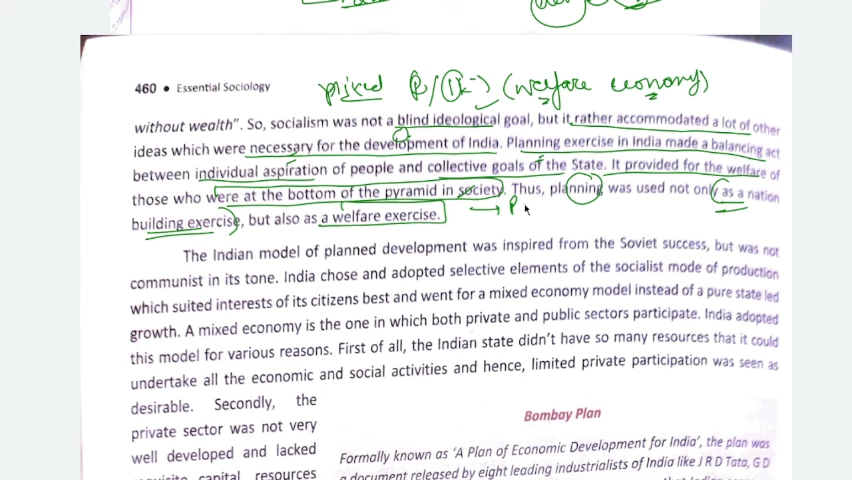 460 • Essential Sociology
mixed (welfare economy)
without wealth". So, socialism was not a blind ideological goal, but it rather accommodated a lot of other
ideas which were necessary for the development of India. Planning exercise in India made a balancing act
between individual aspiration of people and collective goals of the State. It provided for the welfare of
those who were at the bottom of the pyramid in society. Thus, planning was used not only as a nation
building exercise, but also as a welfare exercise.
→ P
The Indian model of planned development was inspired from the Soviet success, but was not
communist in its tone. India chose and adopted selective elements of the socialist mode of production
which suited interests of its citizens best and went for a mixed economy model instead of a pure state led
growth. A mixed economy is the one in which both private and public sectors participate. India adopted
this model for various reasons. First of all, the Indian state didn't have so many resources that it could
undertake all the economic and social activities and hence, limited private participation was seen as
desirable. Secondly, the
private sector was not very
well developed and lacked
capital resources
Bombay Plan
Formally known as 'A Plan of Economic Development for India', the plan was
a document released by eight leading industrialists of India like J R D Tata, G D